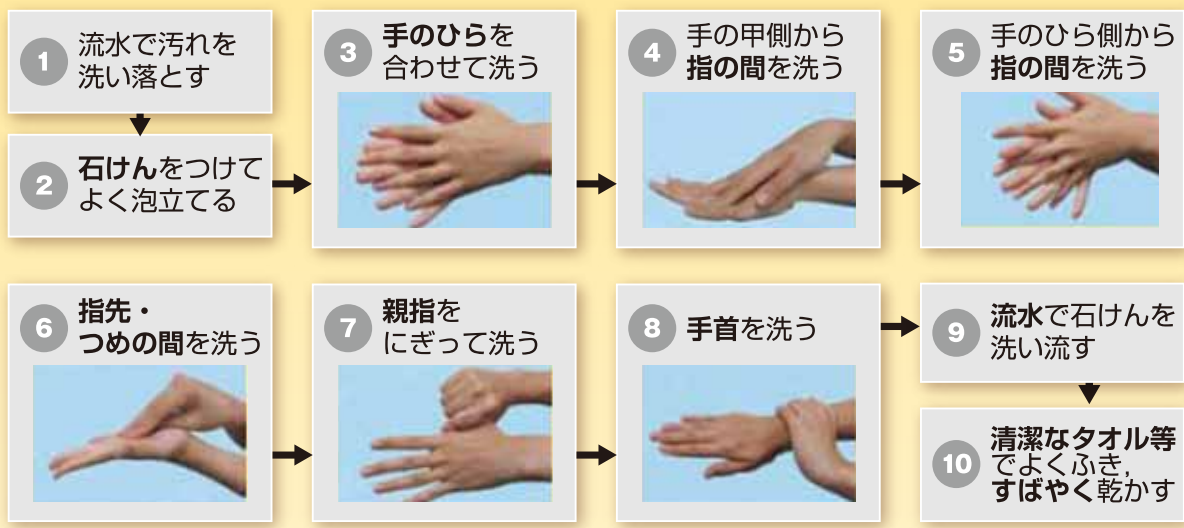 1
流水で汚れを
洗い落とす
2
石けんをつけて
よく泡立てる
3
手のひらを
合わせて洗う
4
手の甲側から
指の間を洗う
5
手のひら側から
指の間を洗う
6
指先・
つめの間を洗う
7
親指を
にぎって洗う
8
手首を洗う
9
流水で石けんを
洗い流す
10
清潔なタオル等
でよくふき,
すばやく乾かす